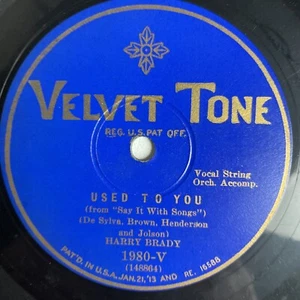 VELVET TONE
REG. U.S. PAT. OFF.
Vocal String
Orch. Accomp.
USED TO YOU
(from "Say It With Songs")
(De Sylva, Brown, Henderson
and Jolson)
HARRY BRADY
1980-V
(148864)
PAT'D. IN U.S.A. JAN. 21, '13 AND RE. 16588